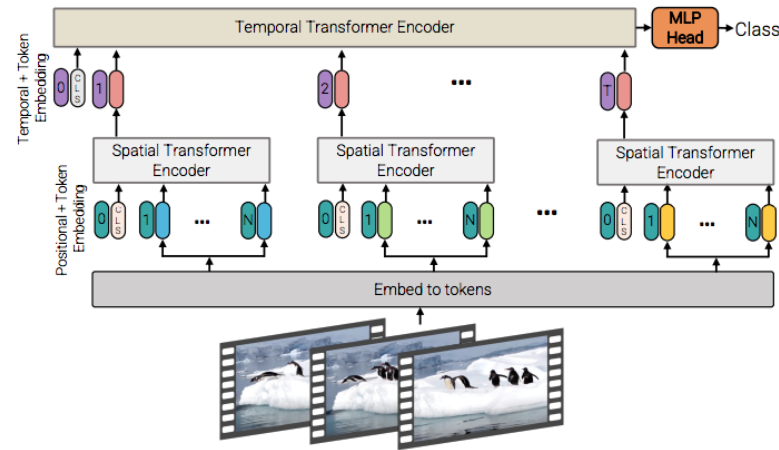 Temporal Transformer Encoder
MLP
Head
Class
Temporal + Token
Embedding
0
CLS
1
2
...
T
Spatial Transformer
Encoder
Spatial Transformer
Encoder
Spatial Transformer
Encoder
Positional + Token
Embedding
0
CLS
1
...
N
0
CLS
1
...
N
...
0
CLS
1
...
N
Embed to tokens